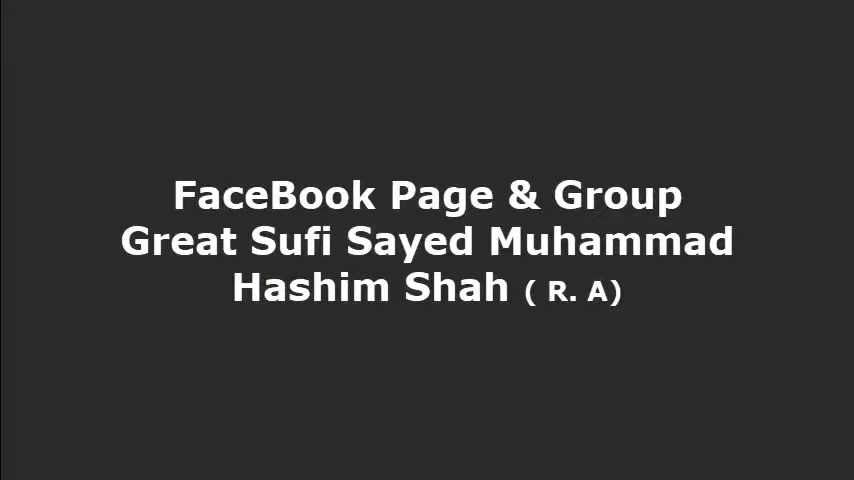 FaceBook Page & Group
Great Sufi Sayed Muhammad
Hashim Shah ( R. A)